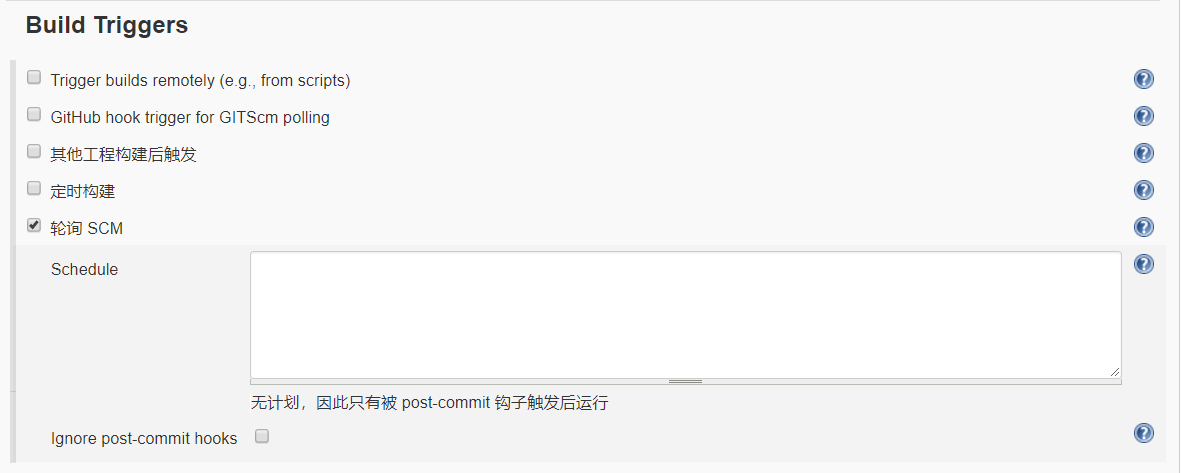 Build Triggers
Trigger builds remotely (e.g., from scripts)
GitHub hook trigger for GITScm polling
其他工程构建后触发
定时构建
轮询 SCM
Schedule
无计划，因此只有被 post-commit 钩子触发后运行
Ignore post-commit hooks